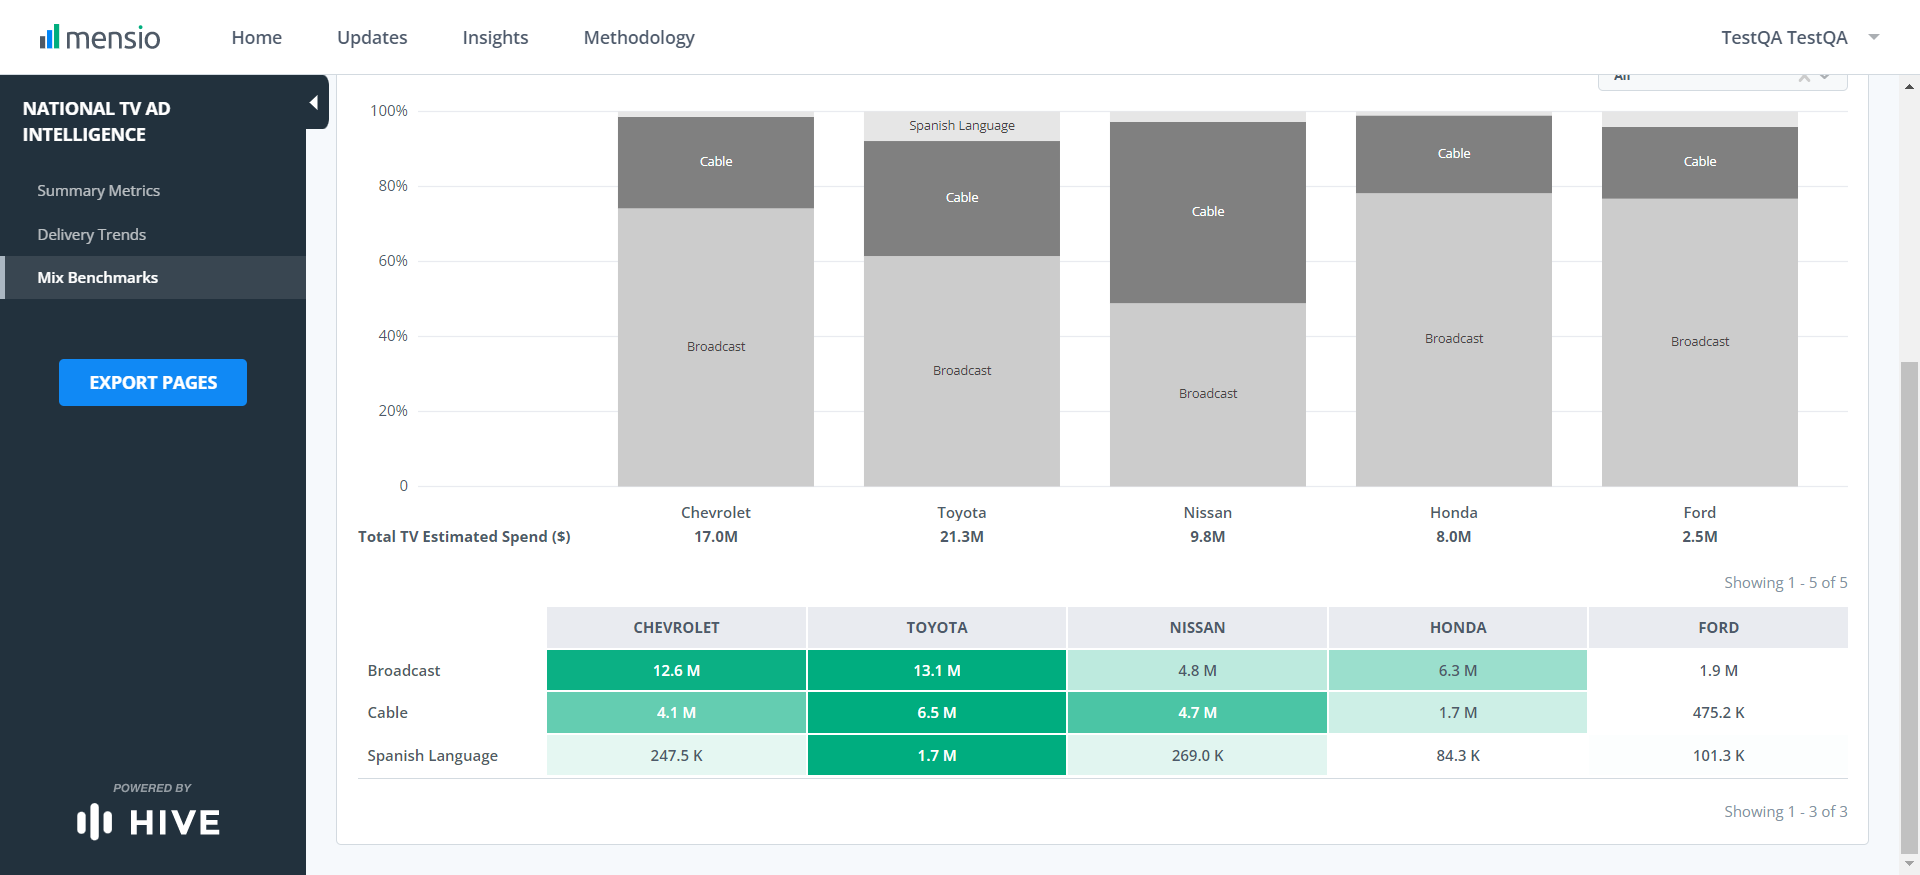 mensio
Home
Updates
Insights
Methodology
TestQA TestQA
NATIONAL TV AD
INTELLIGENCE
Summary Metrics
Delivery Trends
Mix Benchmarks
EXPORT PAGES
POWERED BY
HIVE
All
100%
80%
60%
40%
20%
0
Cable
Broadcast
Spanish Language
Cable
Broadcast
Cable
Broadcast
Cable
Broadcast
Cable
Broadcast
Chevrolet Toyota Nissan Honda Ford
Total TV Estimated Spend ($) 17.0M 21.3M 9.8M 8.0M 2.5M
Showing 1 - 5 of 5
CHEVROLET TOYOTA NISSAN HONDA FORD
Broadcast 12.6 M 13.1 M 4.8 M 6.3 M 1.9 M
Cable 4.1 M 6.5 M 4.7 M 1.7 M 475.2 K
Spanish Language 247.5 K 1.7 M 269.0 K 84.3 K 101.3 K
Showing 1 - 3 of 3